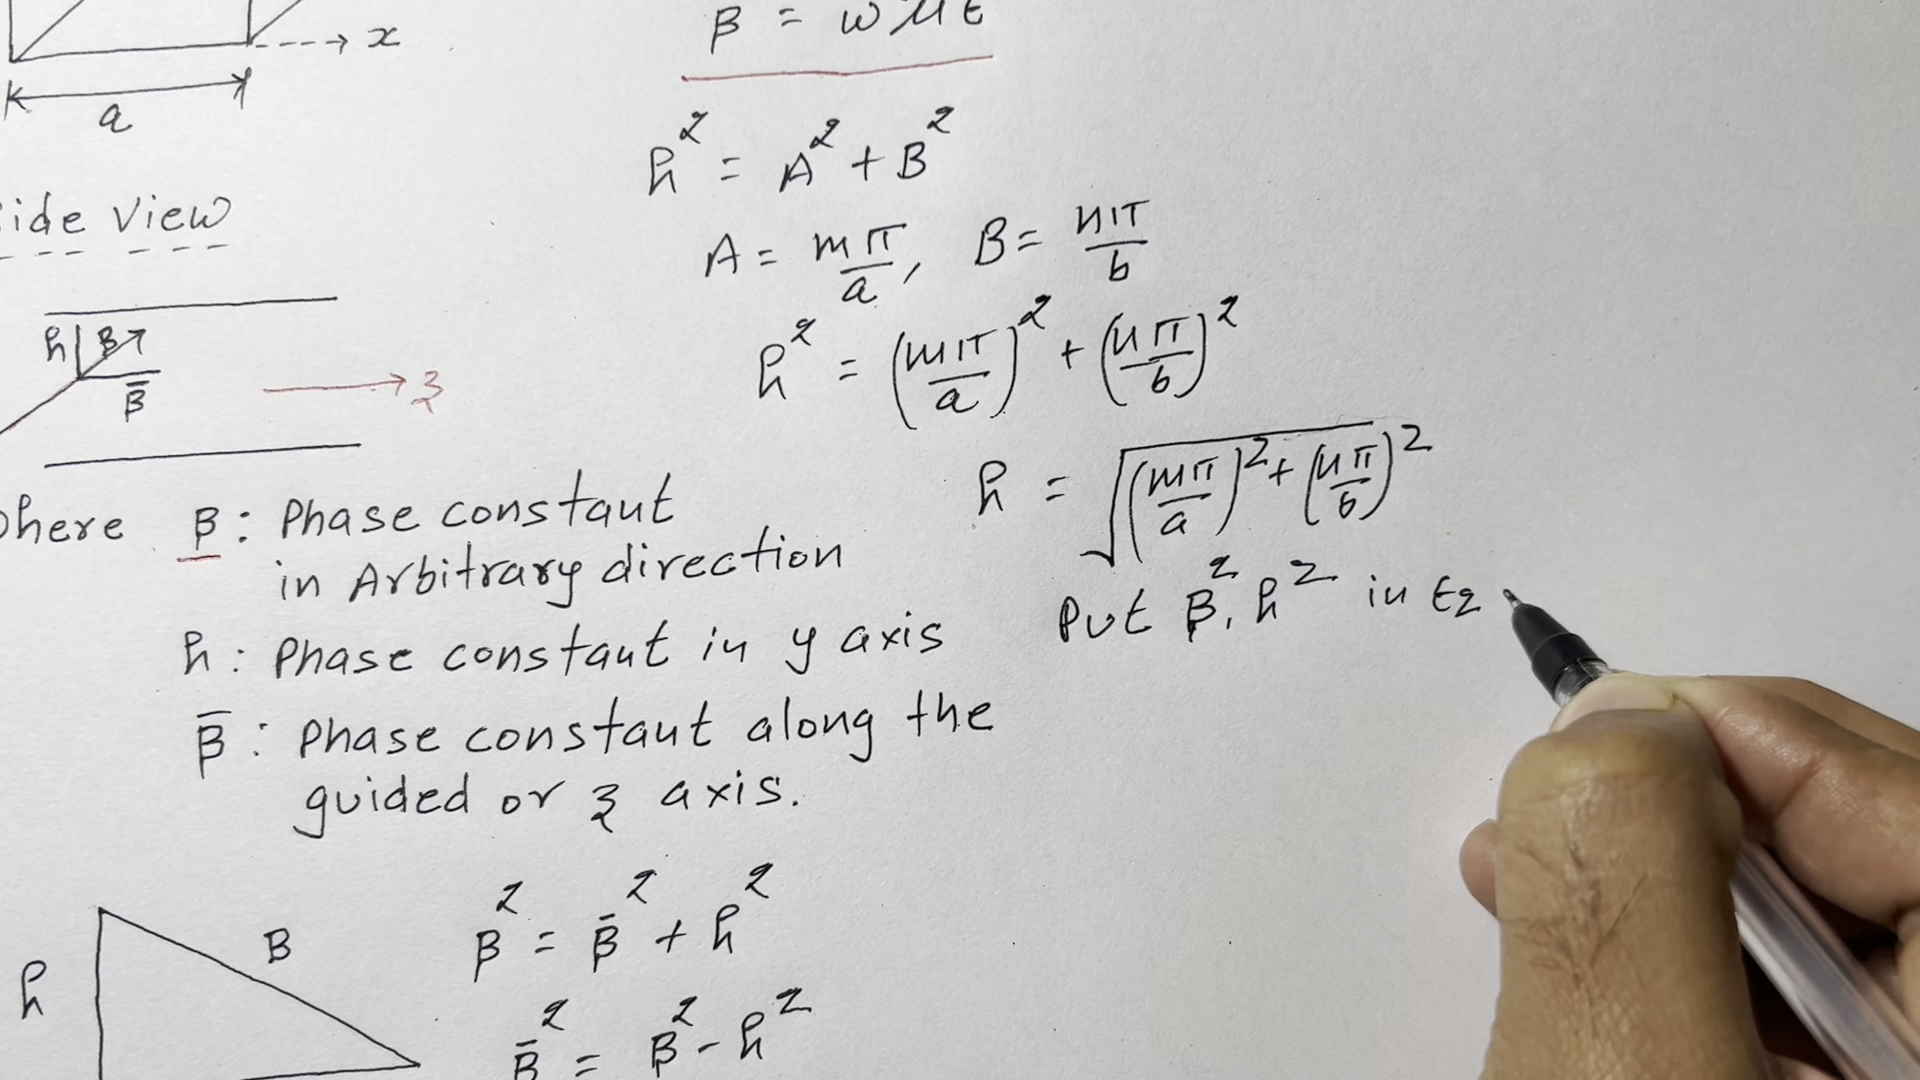 x
a
ide view
h β
β̄
→ z
here β : Phase constant
in Arbitrary direction
h : Phase constant in y axis
β̄ : Phase constant along the
guided or z axis.
h β
β² = β̄² + h²
β̄² = β² - h²
h² = A² + B²
A = mπ/a, B = nπ/b
h² = (mπ/a)² + (nπ/b)²
h = √((mπ/a)² + (nπ/b)²)
Put β², h² in Eq